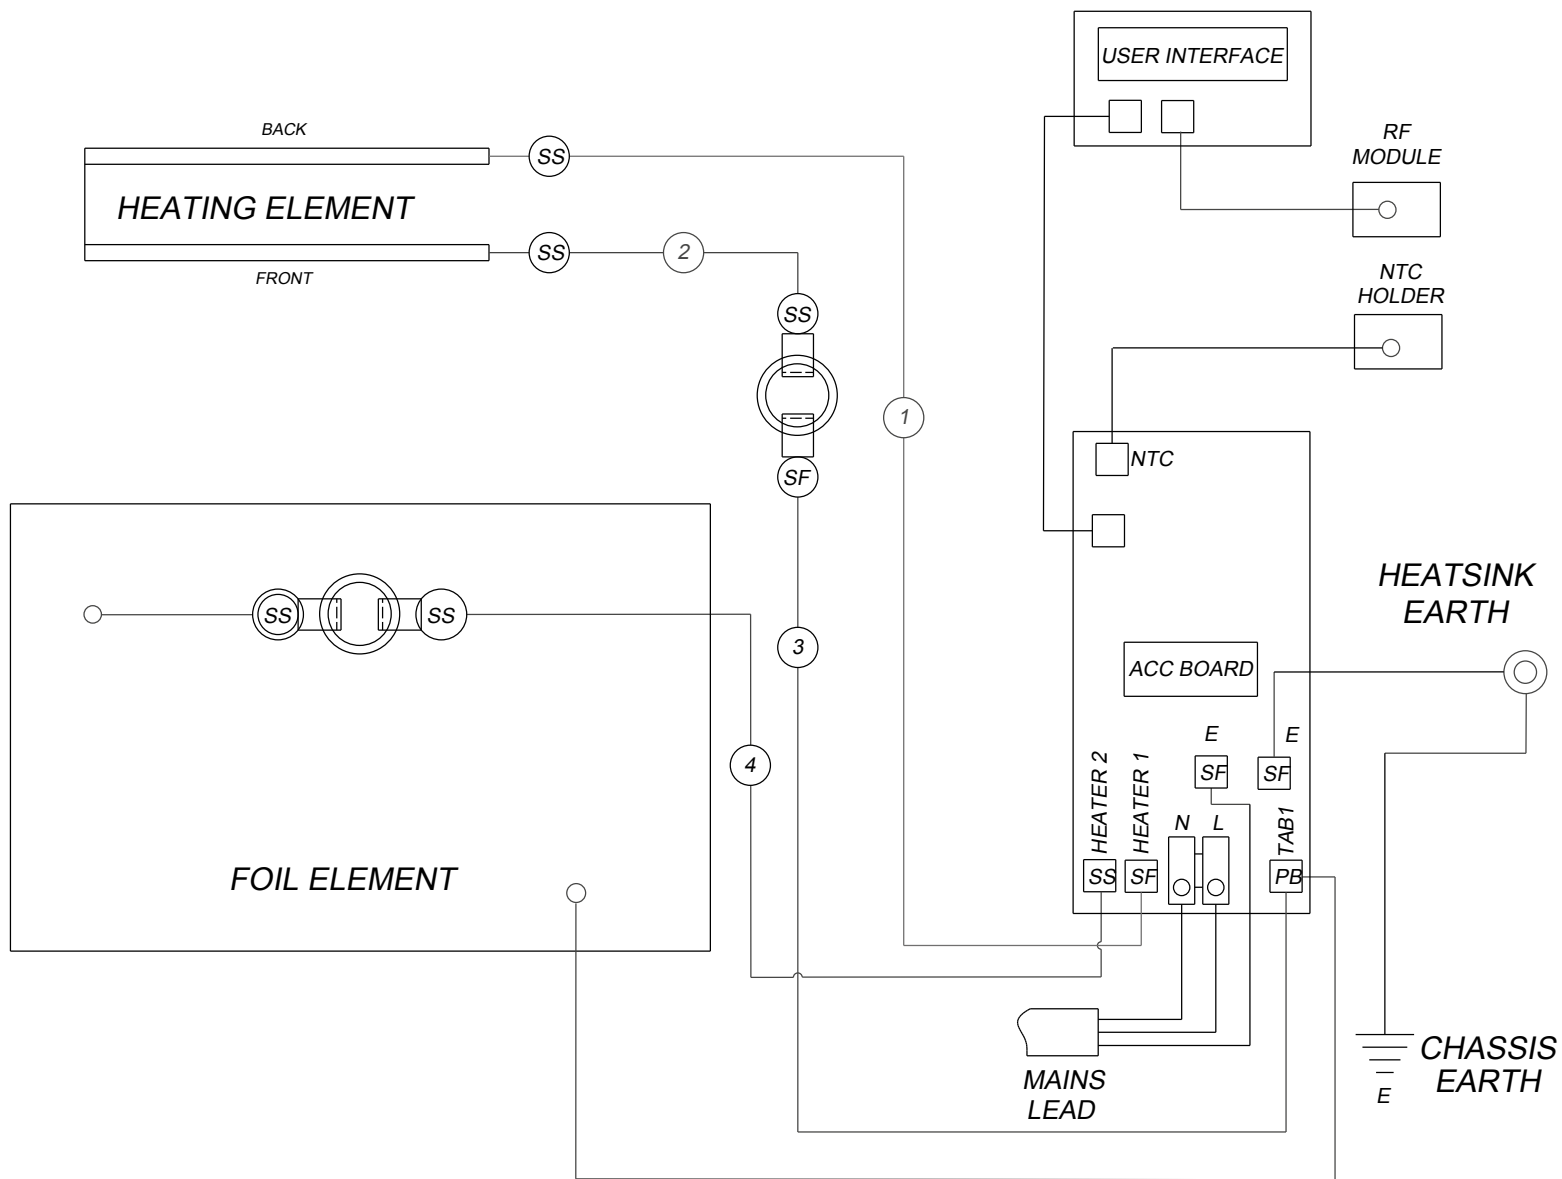 USER INTERFACE
BACK
SS
RF
MODULE
HEATING ELEMENT
SS
2
FRONT
NTC
HOLDER
SS
1
NTC
SF
HEATSINK
EARTH
SS
SS
3
ACC BOARD
E
E
4
HEATER 2
HEATER 1
SF
SF
N
L
TAB1
FOIL ELEMENT
SS
SF
PB
MAINS
LEAD
CHASSIS
EARTH
E